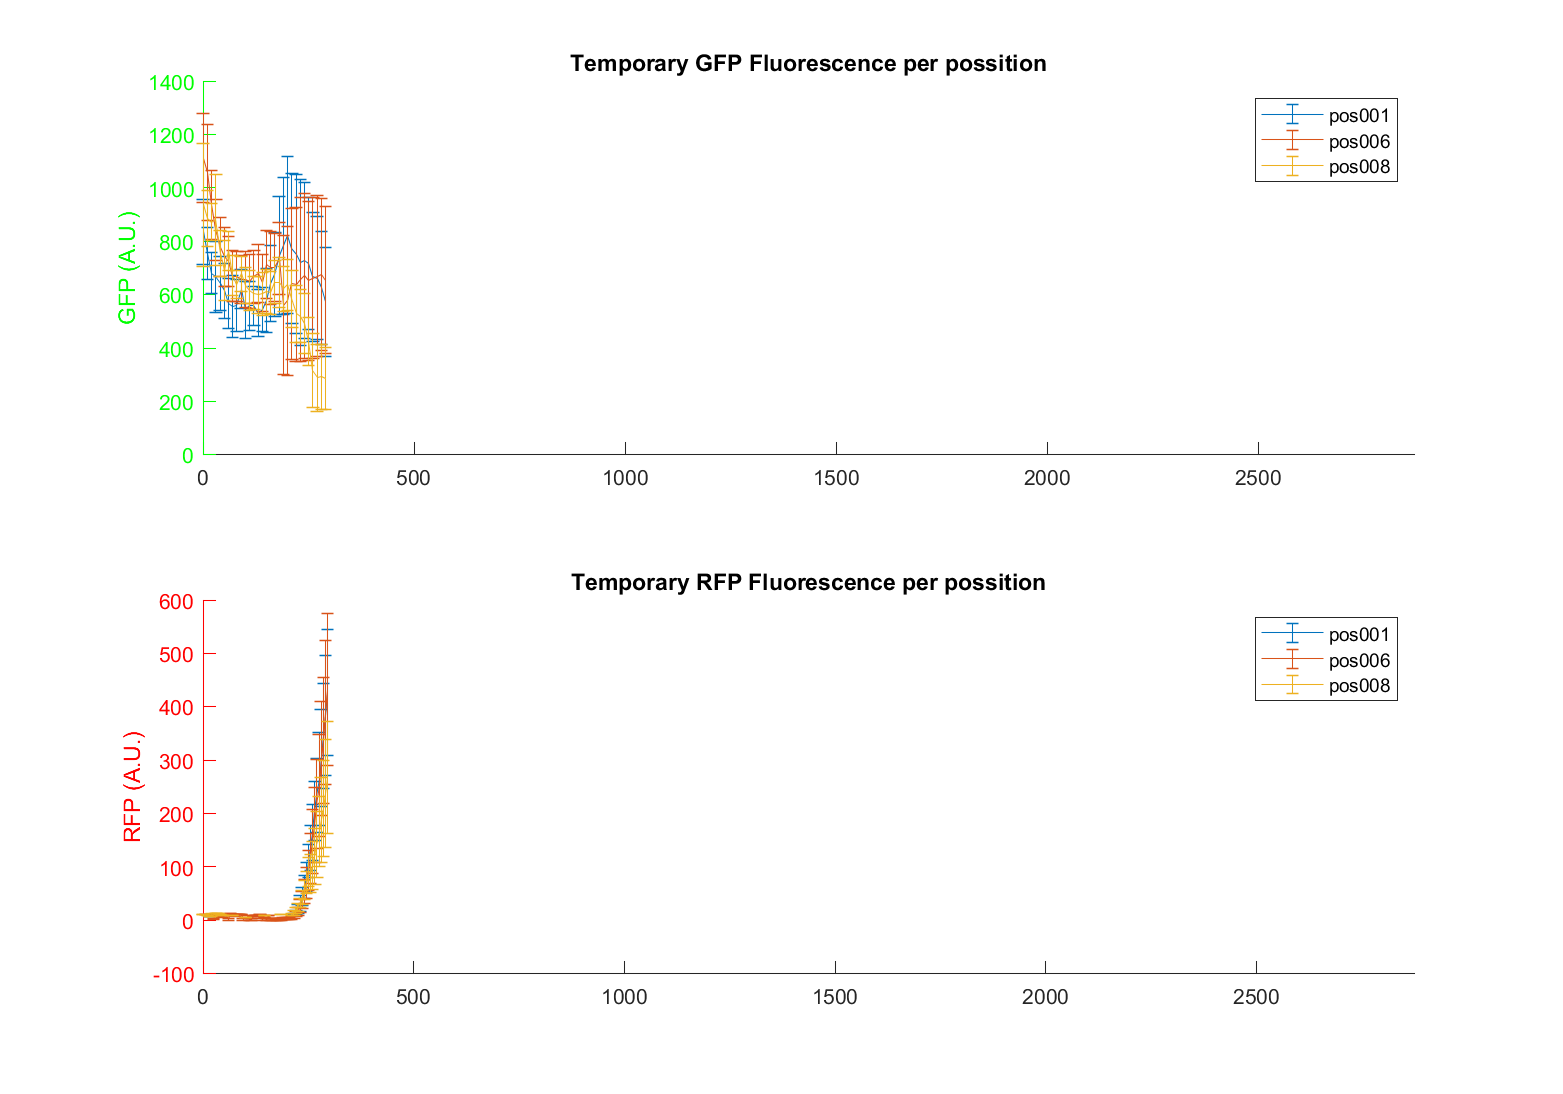 Temporary GFP Fluorescence per possition
1400
1200
1000
800
600
400
200
0
GFP (A.U.)
pos001
pos006
pos008
0 500 1000 1500 2000 2500
Temporary RFP Fluorescence per possition
600
500
400
300
200
100
0
-100
RFP (A.U.)
pos001
pos006
pos008
0 500 1000 1500 2000 2500